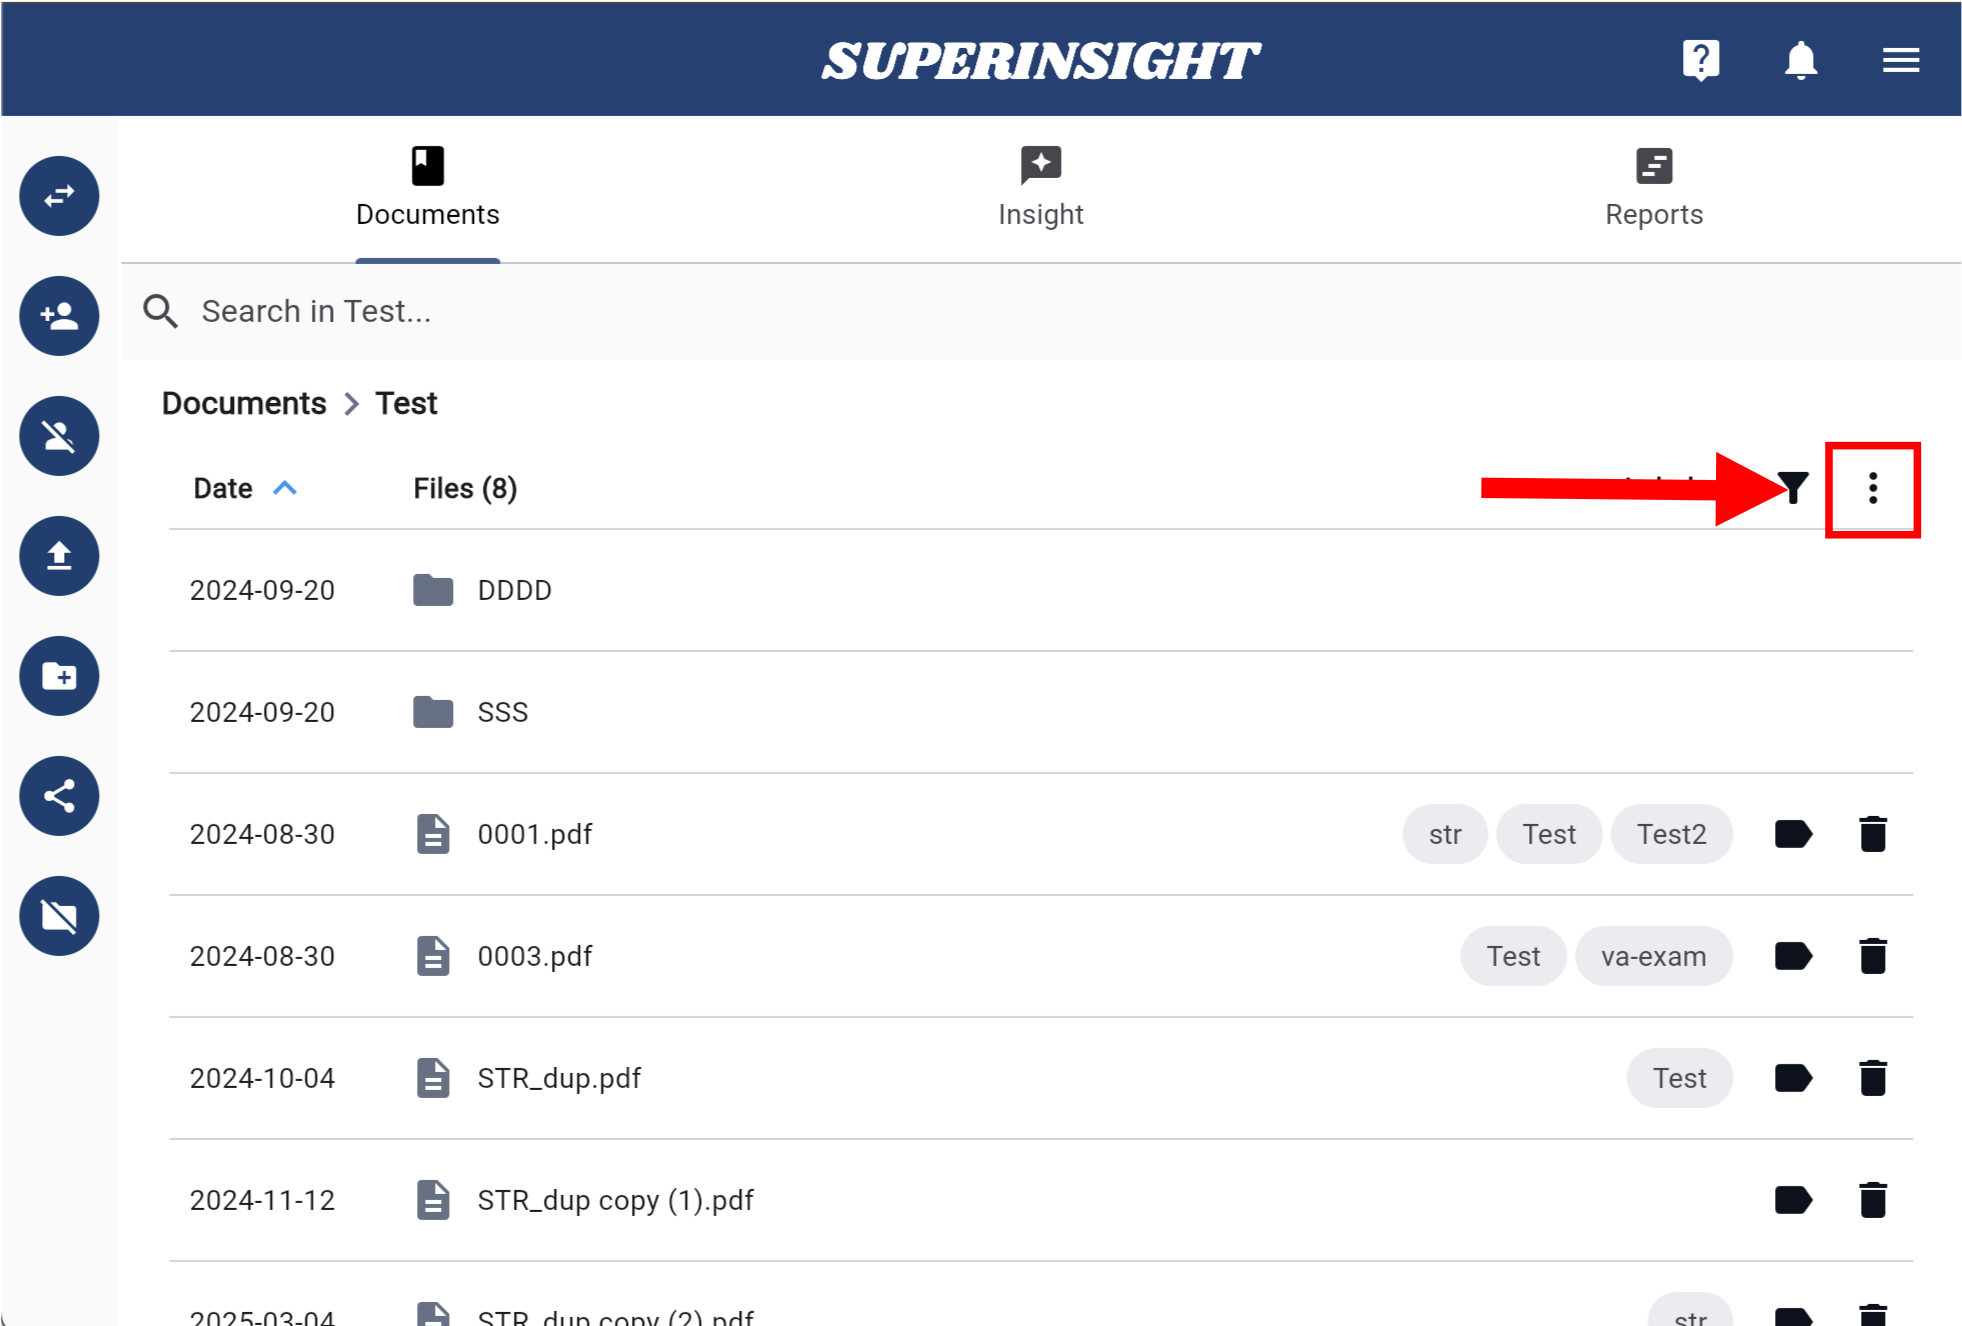 SUPERINSIGHT
Documents Insight Reports
Search in Test...
Documents > Test
Date Files (8)
2024-09-20 DDDD
2024-09-20 SSS
2024-08-30 0001.pdf str Test Test2
2024-08-30 0003.pdf Test va-exam
2024-10-04 STR_dup.pdf Test
2024-11-12 STR_dup copy (1).pdf
2025-03-04 STR_dup copy (2).pdf str